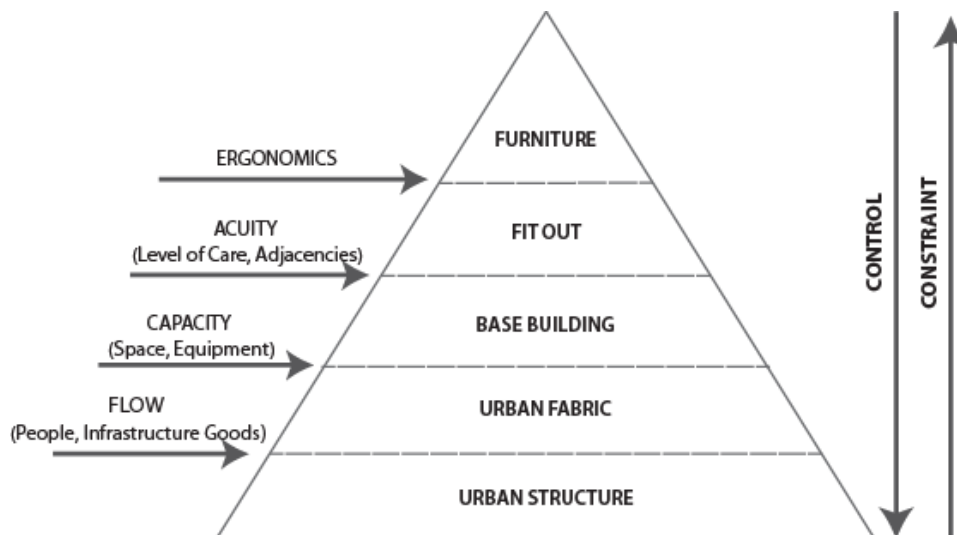 FURNITURE
ERGONOMICS
ACUITY
(Level of Care, Adjacencies)
FIT OUT
CAPACITY
(Space, Equipment)
BASE BUILDING
FLOW
(People, Infrastructure Goods)
URBAN FABRIC
URBAN STRUCTURE
CONTROL
CONSTRAINT